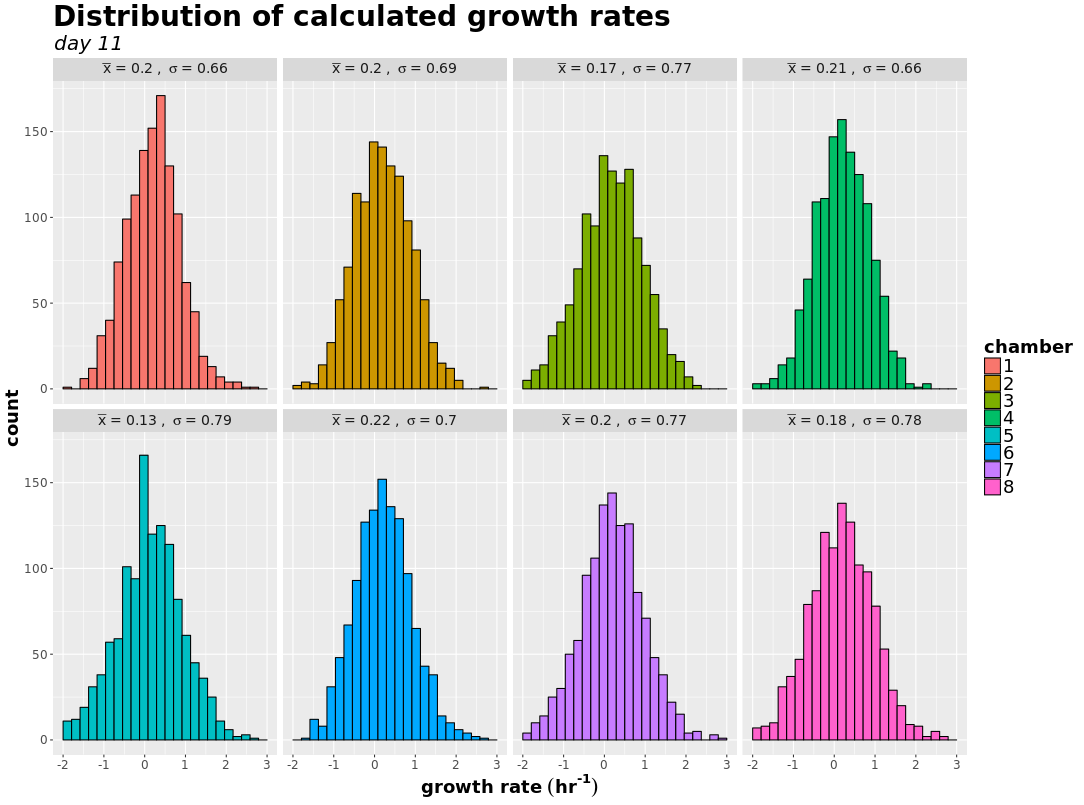 Distribution of calculated growth rates
day 11
x̅ = 0.2 , σ = 0.66
x̅ = 0.2 , σ = 0.69
x̅ = 0.17 , σ = 0.77
x̅ = 0.21 , σ = 0.66
150
100
50
0
x̅ = 0.13 , σ = 0.79
x̅ = 0.22 , σ = 0.7
x̅ = 0.2 , σ = 0.77
x̅ = 0.18 , σ = 0.78
150
100
50
0
-2 -1 0 1 2 3
-2 -1 0 1 2 3
-2 -1 0 1 2 3
-2 -1 0 1 2 3
count
growth rate (hr⁻¹)
chamber
1
2
3
4
5
6
7
8